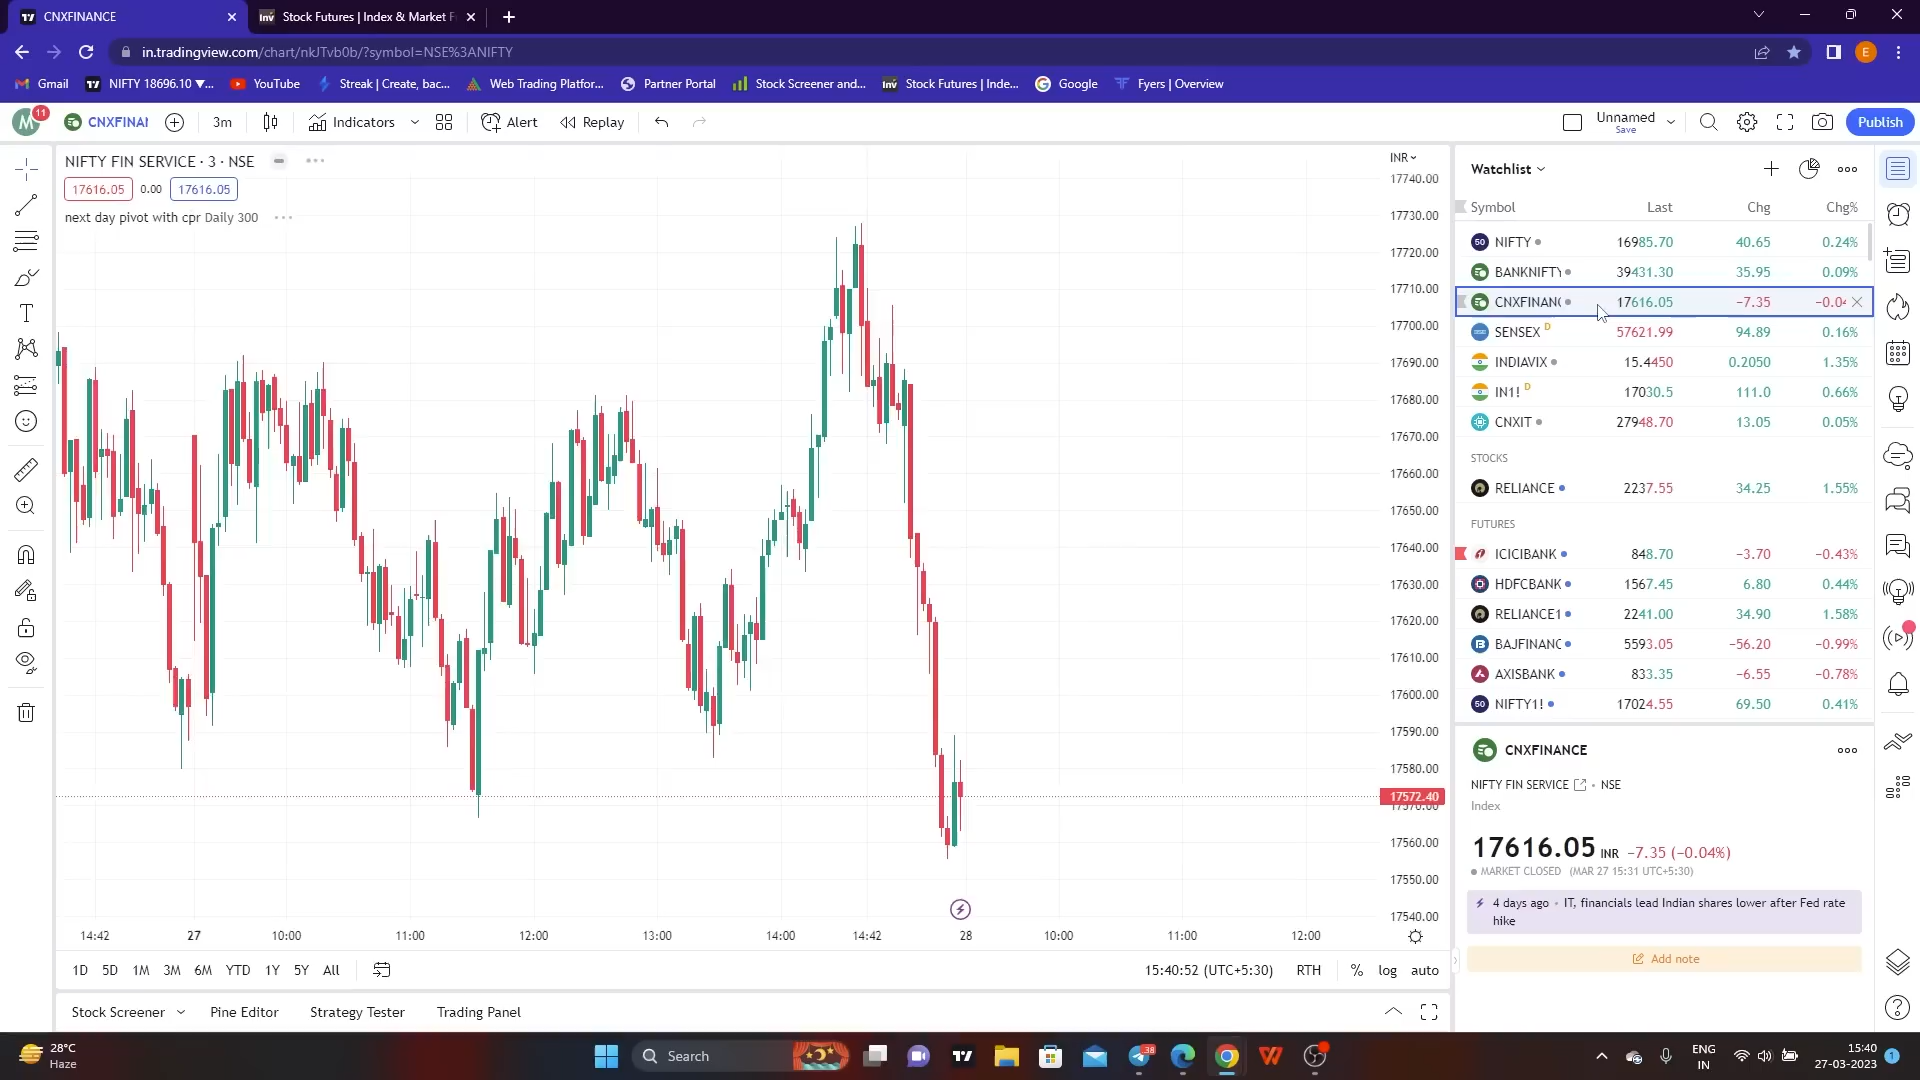 CNXFINANCE
Stock Futures | Index & Market F
in.tradingview.com/chart/nkJTvb0b/?symbol=NSE%3ANIFTY
E
Gmail
NIFTY 18696.10 ▼...
YouTube
Streak | Create, bac...
Web Trading Platfor...
Partner Portal
Stock Screener and...
Inv
Stock Futures | Inde...
Google
Fyers | Overview
M
11
CNXFINAI
3m
Indicators
Alert
Replay
Unnamed
Save
Publish
NIFTY FIN SERVICE · 3 · NSE
17616.05
0.00
17616.05
next day pivot with cpr Daily 300
INR
17740.00
17730.00
17720.00
17710.00
17700.00
17690.00
17680.00
17670.00
17660.00
17650.00
17640.00
17630.00
17620.00
17610.00
17600.00
17590.00
17580.00
17572.40
17570.00
17560.00
17550.00
17540.00
14:42
27
10:00
11:00
12:00
13:00
14:00
14:42
28
10:00
11:00
12:00
1D 5D 1M 3M 6M YTD 1Y 5Y All
15:40:52 (UTC+5:30)
RTH
%
log
auto
Stock Screener
Pine Editor
Strategy Tester
Trading Panel
Watchlist
Symbol Last Chg Chg%
NIFTY 16985.70 40.65 0.24%
BANKNIFTY 39431.30 35.95 0.09%
CNXFINANC 17616.05 −7.35 −0.04
SENSEX D 57621.99 94.89 0.16%
INDIAVIX 15.4450 0.2050 1.35%
IN1! D 17030.5 111.0 0.66%
CNXIT 27948.70 13.05 0.05%
STOCKS
RELIANCE 2237.55 34.25 1.55%
FUTURES
ICICIBANK 848.70 −3.70 −0.43%
HDFCBANK 1567.45 6.80 0.44%
RELIANCE1 2241.00 34.90 1.58%
BAJFINANC 5593.05 −56.20 −0.99%
AXISBANK 833.35 −6.55 −0.78%
NIFTY1! 17024.55 69.50 0.41%
CNXFINANCE
NIFTY FIN SERVICE • NSE
Index
17616.05 INR −7.35 (−0.04%)
MARKET CLOSED (MAR 27 15:31 UTC+5:30)
4 days ago • IT, financials lead Indian shares lower after Fed rate
hike
Add note
28°C
Haze
Search
38
ENG
IN
15:40
27-03-2023
1